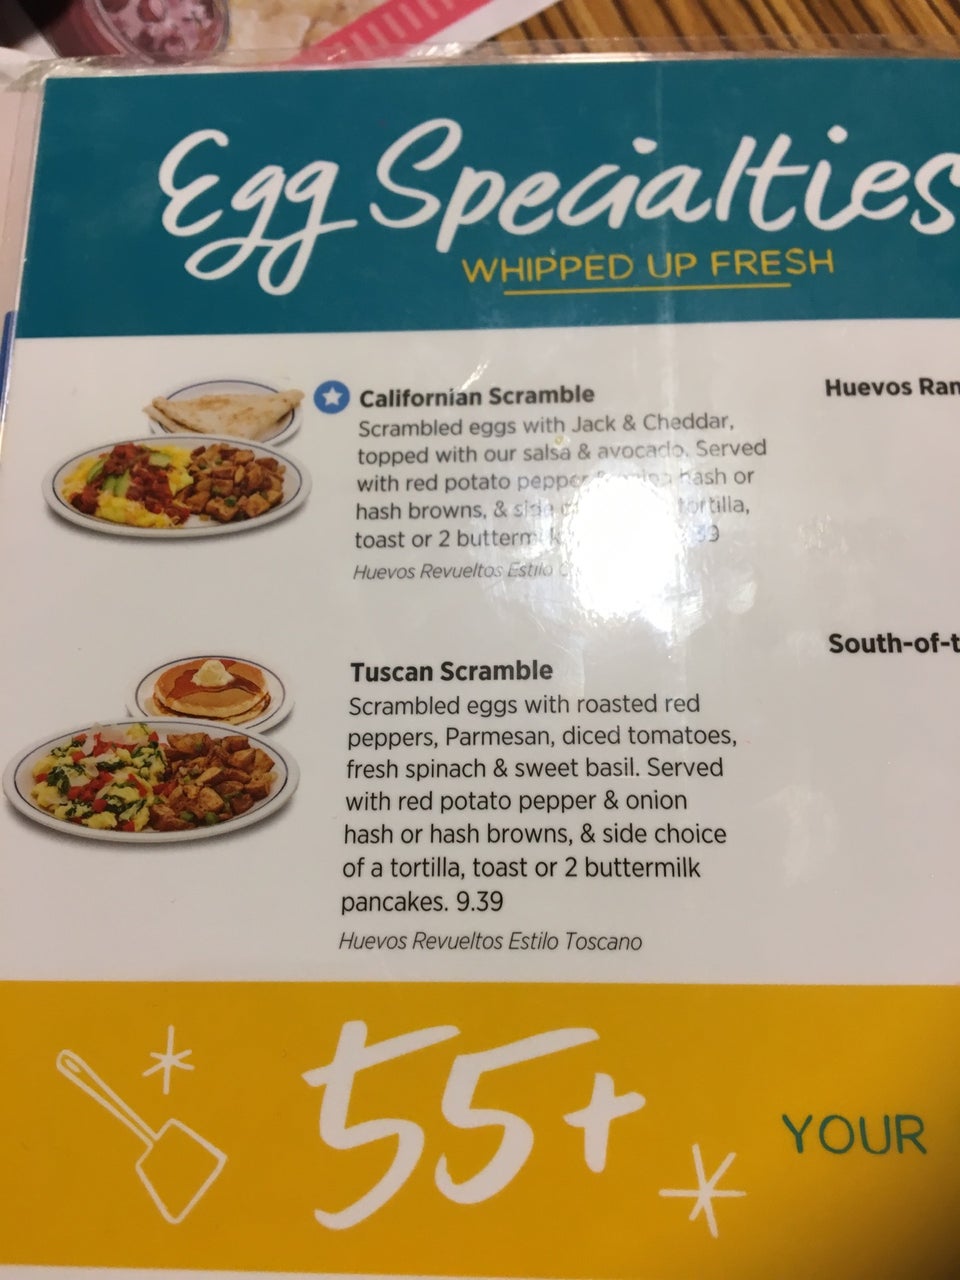 Egg Specialties
WHIPPED UP FRESH
Californian Scramble
Scrambled eggs with Jack & Cheddar,
topped with our salsa & avocado. Served
with red potato pepper & onion hash or
hash browns, & side tortilla,
toast or 2 buttermilk
Huevos Revueltos Estilo
Tuscan Scramble
Scrambled eggs with roasted red
peppers, Parmesan, diced tomatoes,
fresh spinach & sweet basil. Served
with red potato pepper & onion
hash or hash browns, & side choice
of a tortilla, toast or 2 buttermilk
pancakes. 9.39
Huevos Revueltos Estilo Toscano
Huevos Ran
South-of-t
55+
YOUR